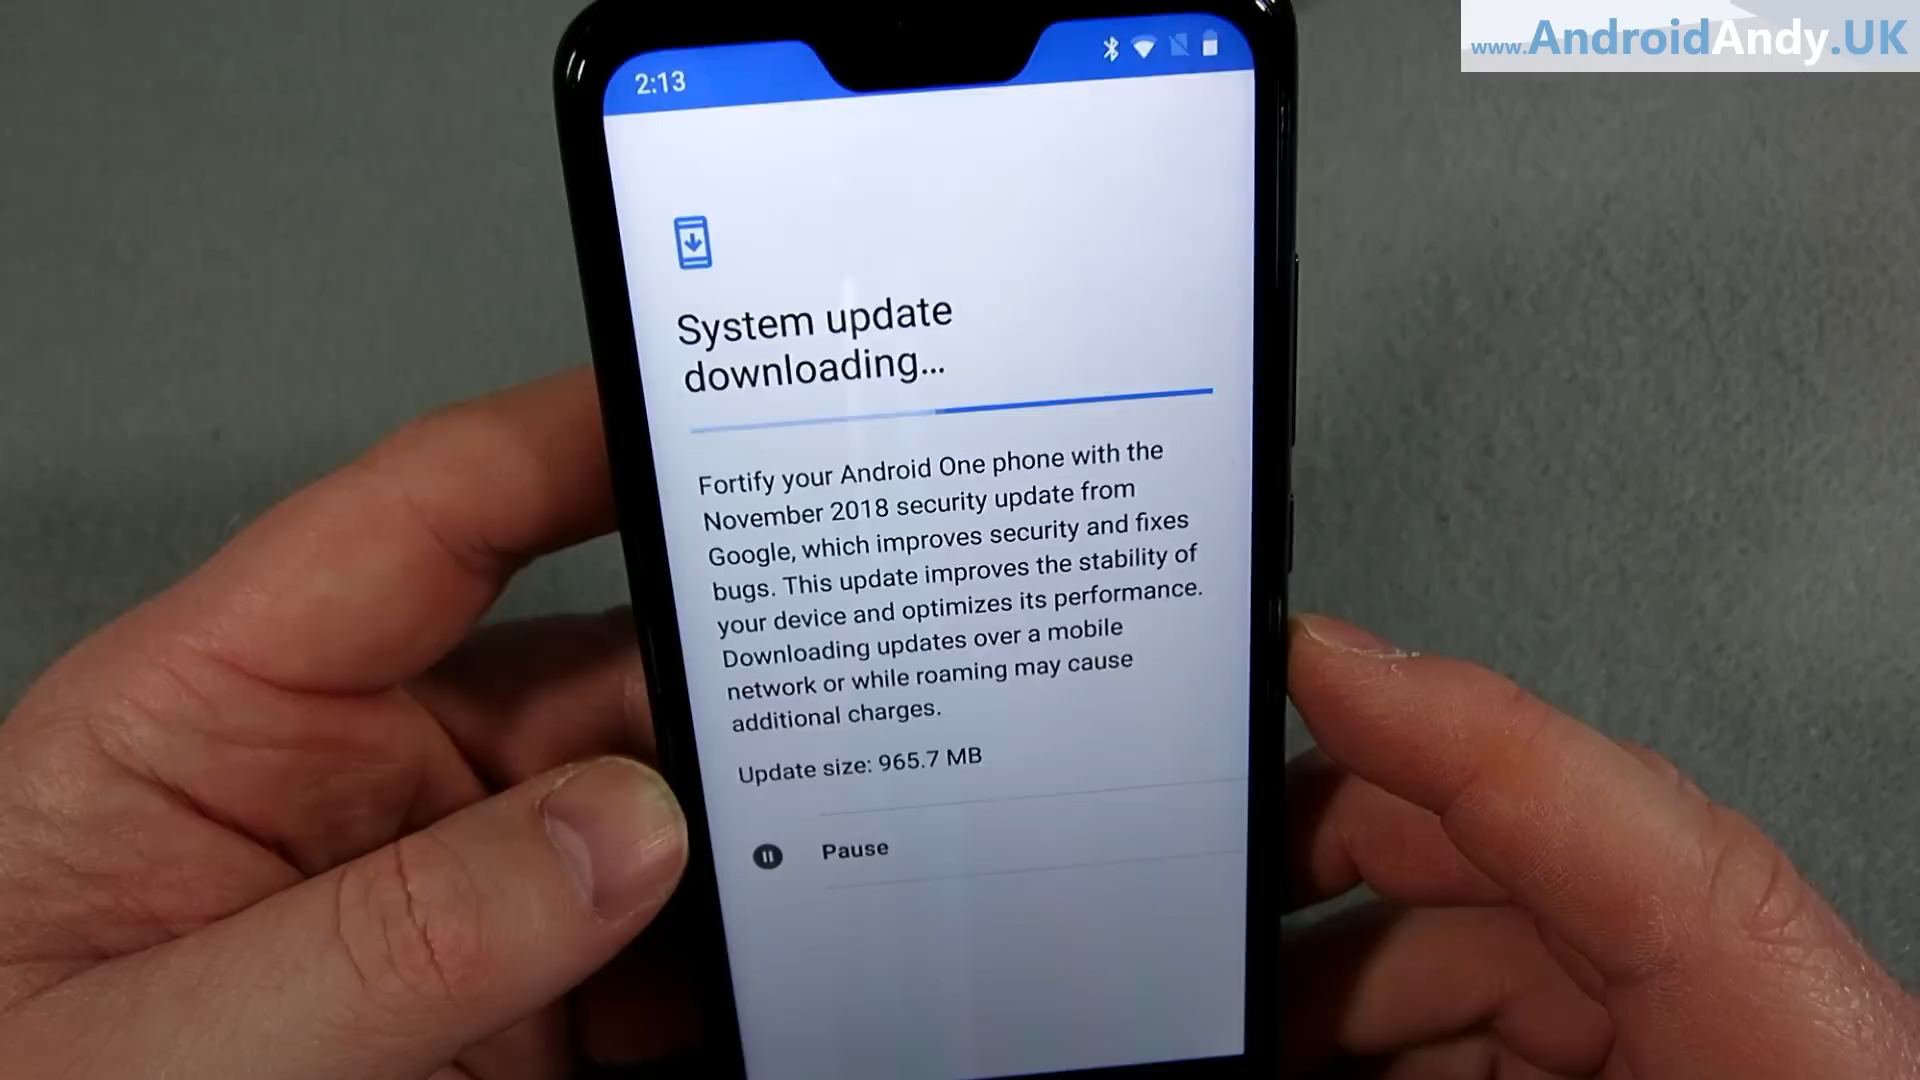 www.AndroidAndy.UK
2:13
System update
downloading...
Fortify your Android One phone with the
November 2018 security update from
Google, which improves security and fixes
bugs. This update improves the stability of
your device and optimizes its performance.
Downloading updates over a mobile
network or while roaming may cause
additional charges.
Update size: 965.7 MB
Pause